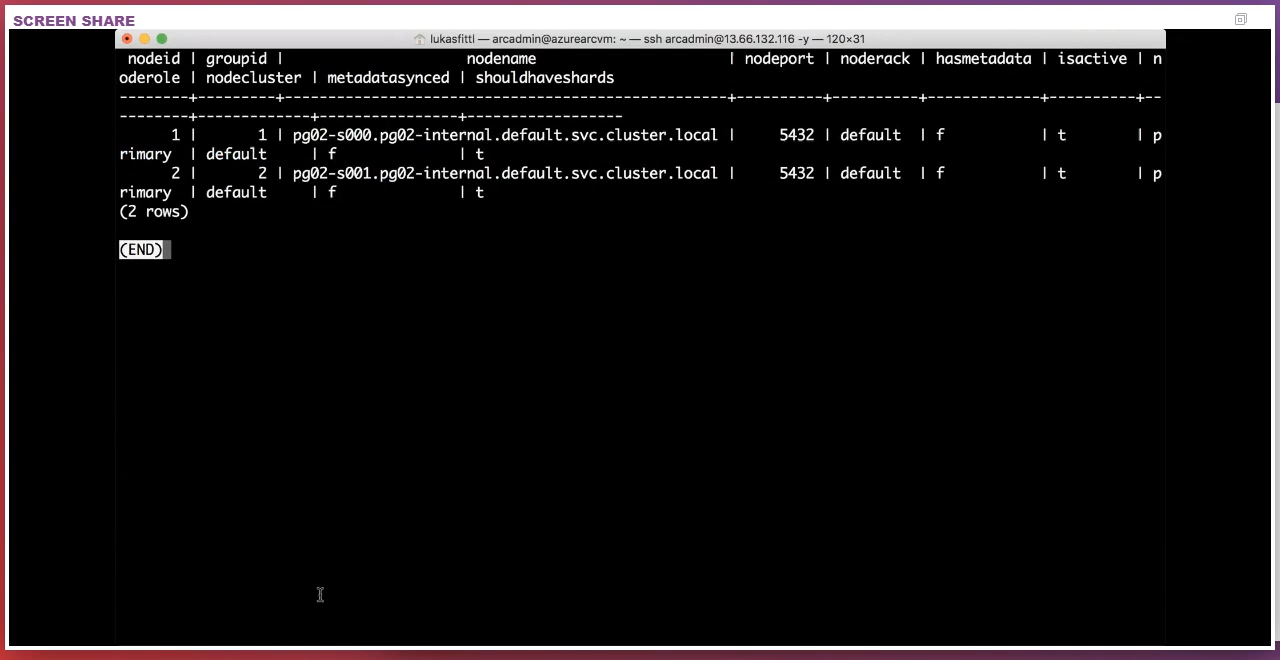 SCREEN SHARE
lukasfittl — arcadmin@azurearcvm: ~ — ssh arcadmin@13.66.132.116 -y — 120×31
 nodeid | groupid |                     nodename                      | nodeport | noderack | hasmetadata | isactive | n
oderole | nodecluster | metadatasynced | shouldhaveshards
--------+---------+---------------------------------------------------+----------+----------+-------------+----------+--
--------+-------------+----------------+------------------
      1 |       1 | pg02-s000.pg02-internal.default.svc.cluster.local |     5432 | default  | f           | t        | p
rimary  | default     | f              | t
      2 |       2 | pg02-s001.pg02-internal.default.svc.cluster.local |     5432 | default  | f           | t        | p
rimary  | default     | f              | t
(2 rows)
(END)